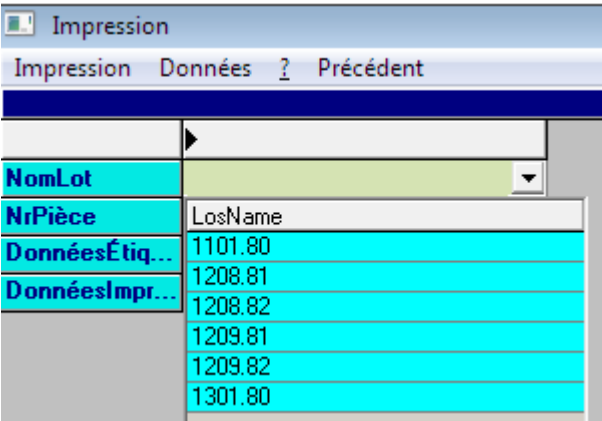 Impression
Impression Données ? Précédent
NomLot
NrPièce LosName
DonnéesÉtiq... 1101.80
1208.81
DonnéesImpr... 1208.82
1209.81
1209.82
1301.80